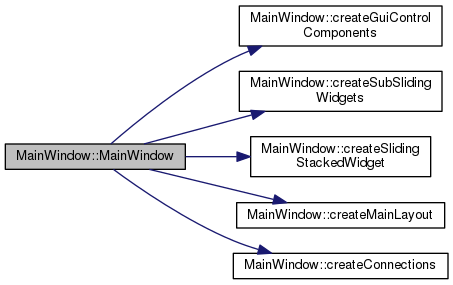 MainWindow::createGuiControl
Components
MainWindow::createSubSliding
Widgets
MainWindow::MainWindow
MainWindow::createSliding
StackedWidget
MainWindow::createMainLayout
MainWindow::createConnections